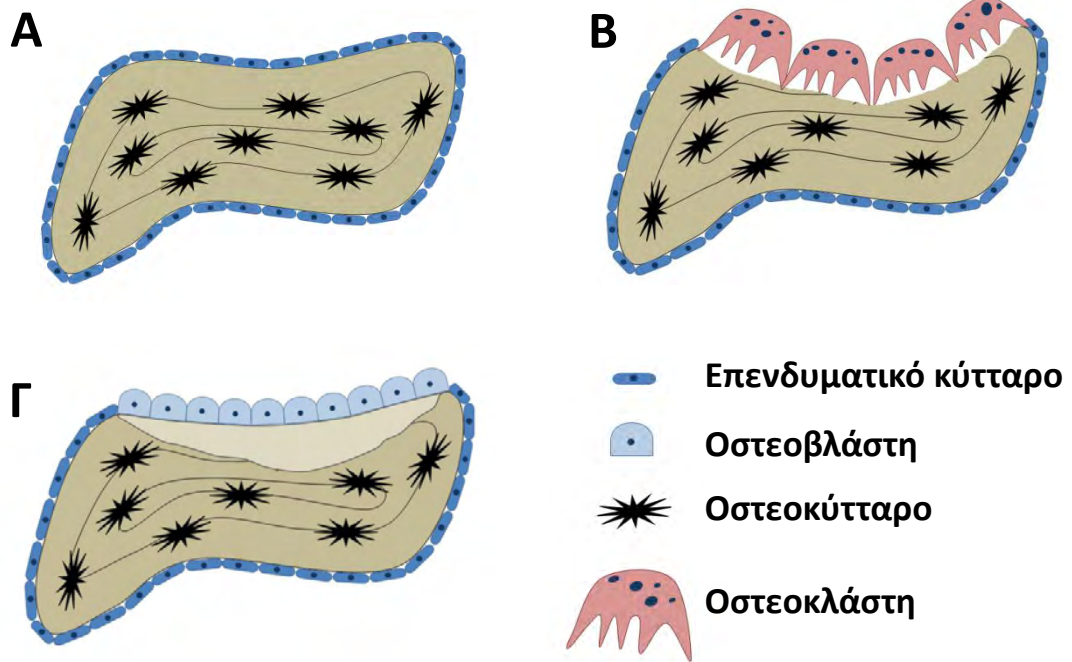 Α
Β
Γ
Επενδυματικό κύτταρο
Οστεοβλάστη
Οστεοκύτταρο
Οστεοκλάστη